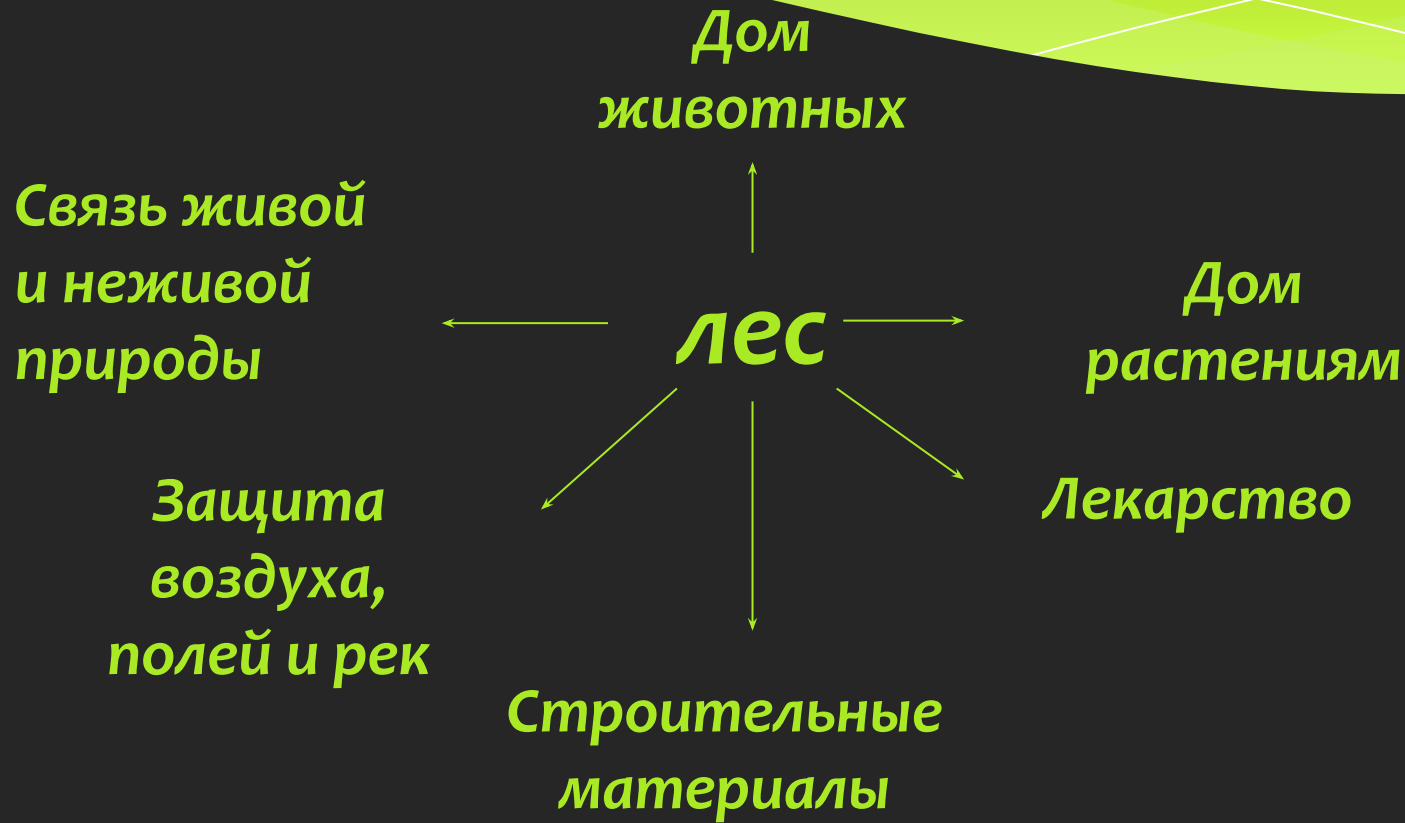 Дом
животных
Связь живой
и неживой
природы
лес
Дом
растениям
Лекарство
Защита
воздуха,
полей и рек
Строительные
материалы